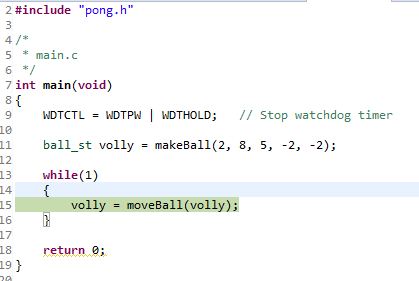 2 #include "pong.h"
3
4 /*
5  * main.c
6  */
7 int main(void)
8 {
9     WDTCTL = WDTPW | WDTHOLD;   // Stop watchdog timer
10
11     ball_st volly = makeBall(2, 8, 5, -2, -2);
12
13     while(1)
14     {
15         volly = moveBall(volly);
16     }
17
18     return 0;
19 }
20